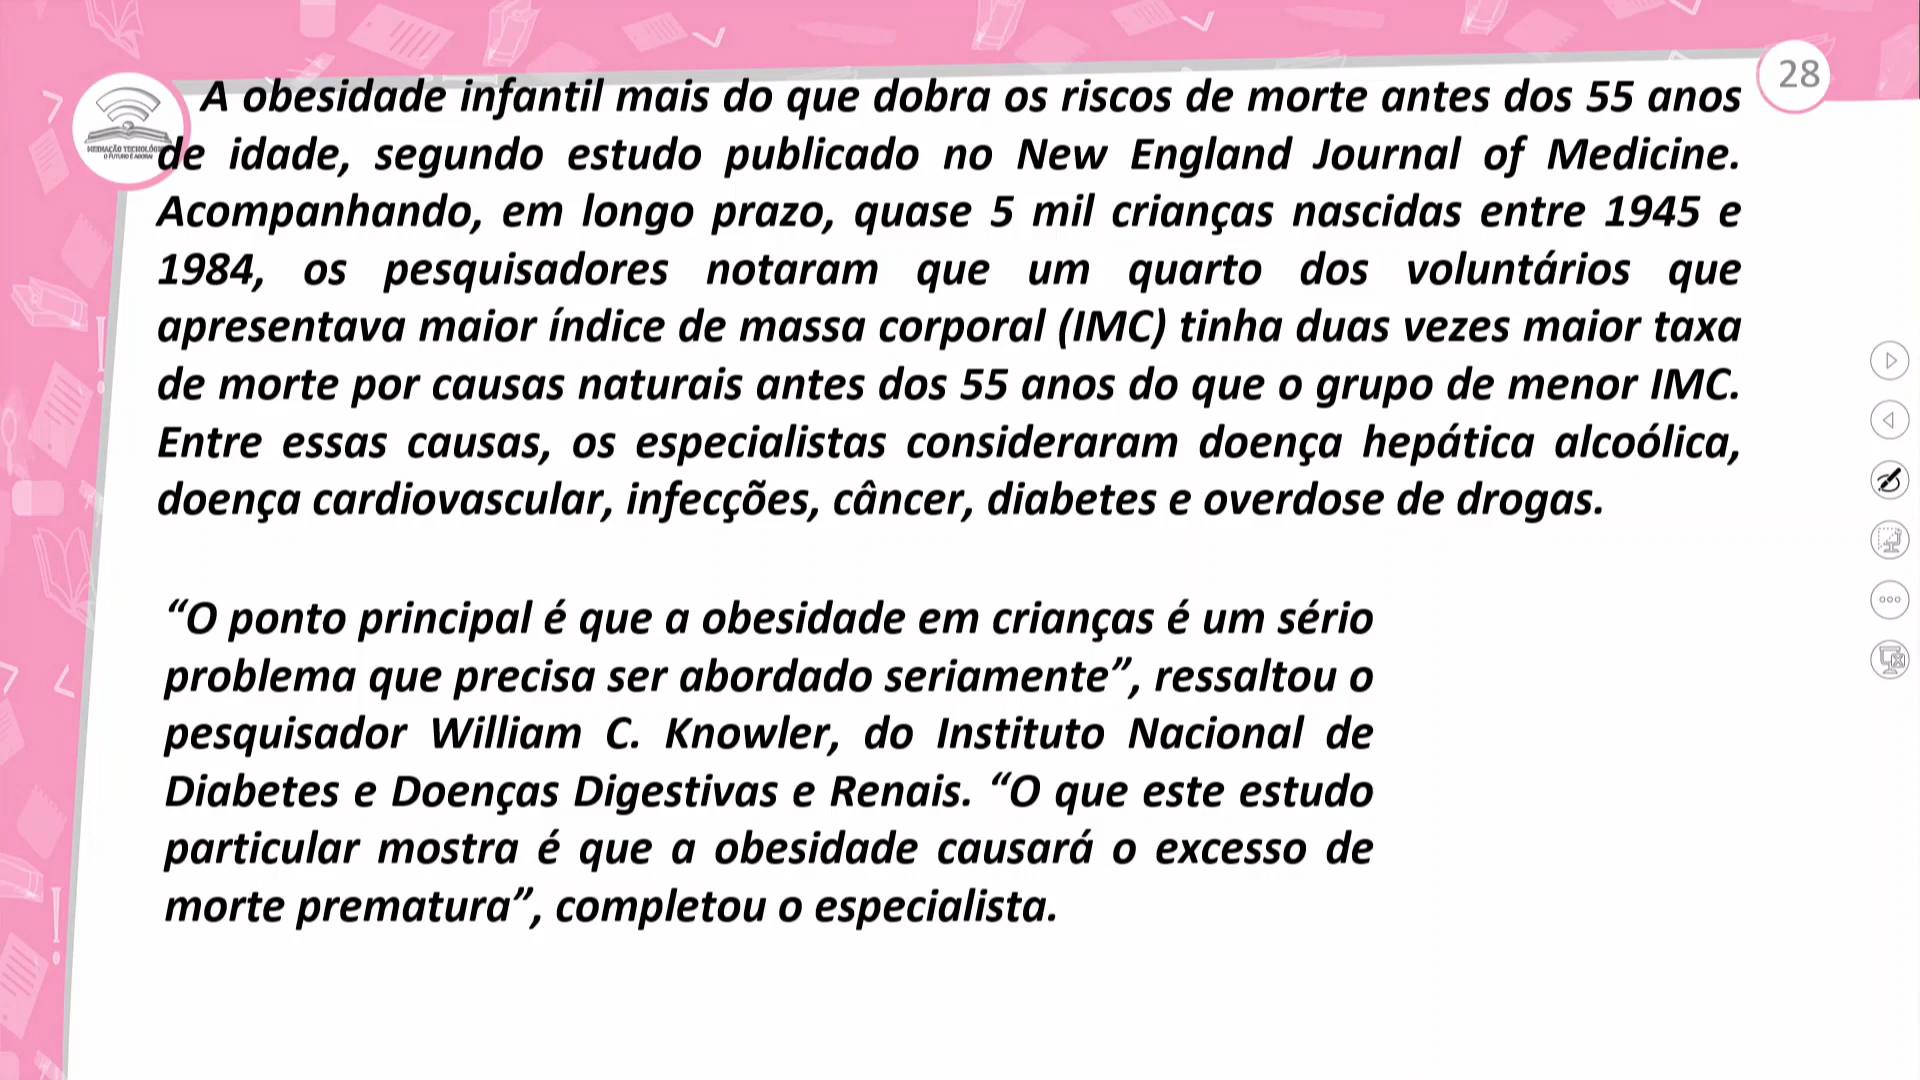 28
A obesidade infantil mais do que dobra os riscos de morte antes dos 55 anos
de idade, segundo estudo publicado no New England Journal of Medicine.
Acompanhando, em longo prazo, quase 5 mil crianças nascidas entre 1945 e
1984, os pesquisadores notaram que um quarto dos voluntários que
apresentava maior índice de massa corporal (IMC) tinha duas vezes maior taxa
de morte por causas naturais antes dos 55 anos do que o grupo de menor IMC.
Entre essas causas, os especialistas consideraram doença hepática alcoólica,
doença cardiovascular, infecções, câncer, diabetes e overdose de drogas.
“O ponto principal é que a obesidade em crianças é um sério
problema que precisa ser abordado seriamente”, ressaltou o
pesquisador William C. Knowler, do Instituto Nacional de
Diabetes e Doenças Digestivas e Renais. “O que este estudo
particular mostra é que a obesidade causará o excesso de
morte prematura”, completou o especialista.